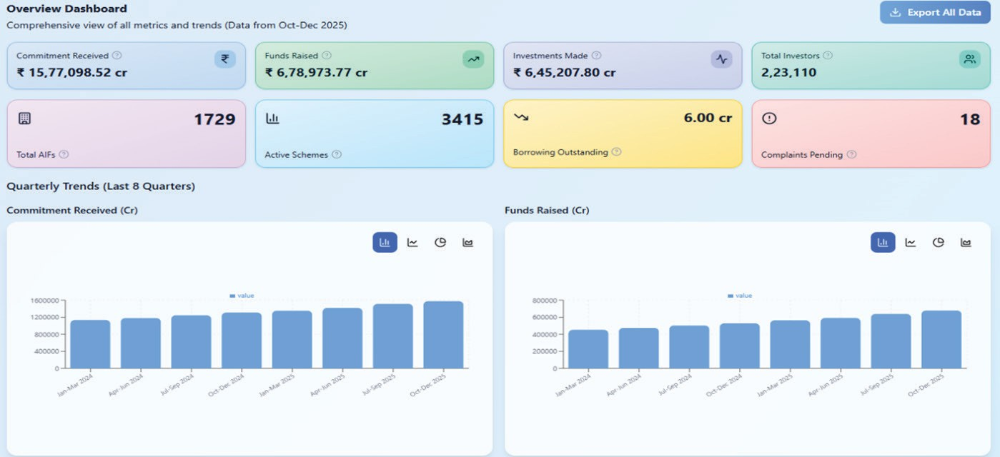 Overview Dashboard
Export All Data
Comprehensive view of all metrics and trends (Data from Oct-Dec 2025)
Commitment Received
₹ 15,77,098.52 cr
Funds Raised
₹ 6,78,973.77 cr
Investments Made
₹ 6,45,207.80 cr
Total Investors
2,23,110
1729
Total AIFs
3415
Active Schemes
6.00 cr
Borrowing Outstanding
18
Complaints Pending
Quarterly Trends (Last 8 Quarters)
Commitment Received (Cr)
value
1600000
1200000
800000
400000
0
Jan-Mar 2024
Apr-Jun 2024
Jul-Sep 2024
Oct-Dec 2024
Jan-Mar 2025
Apr-Jun 2025
Jul-Sep 2025
Oct-Dec 2025
Funds Raised (Cr)
value
800000
600000
400000
200000
0
Jan-Mar 2024
Apr-Jun 2024
Jul-Sep 2024
Oct-Dec 2024
Jan-Mar 2025
Apr-Jun 2025
Jul-Sep 2025
Oct-Dec 2025